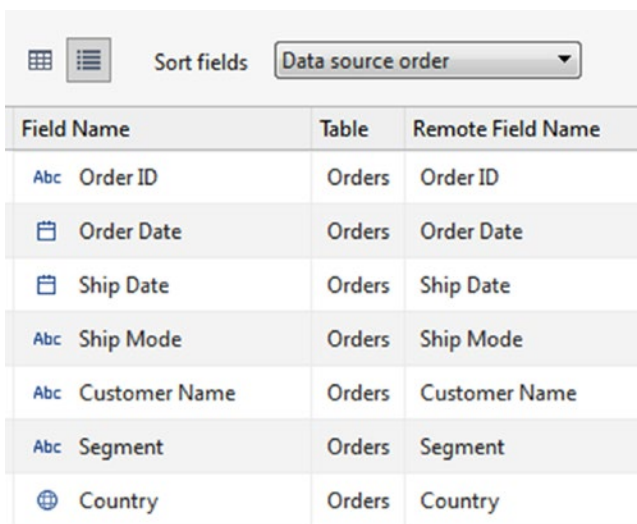 Sort fields Data source order
Field Name Table Remote Field Name
Abc Order ID Orders Order ID
Order Date Orders Order Date
Ship Date Orders Ship Date
Abc Ship Mode Orders Ship Mode
Abc Customer Name Orders Customer Name
Abc Segment Orders Segment
Country Orders Country